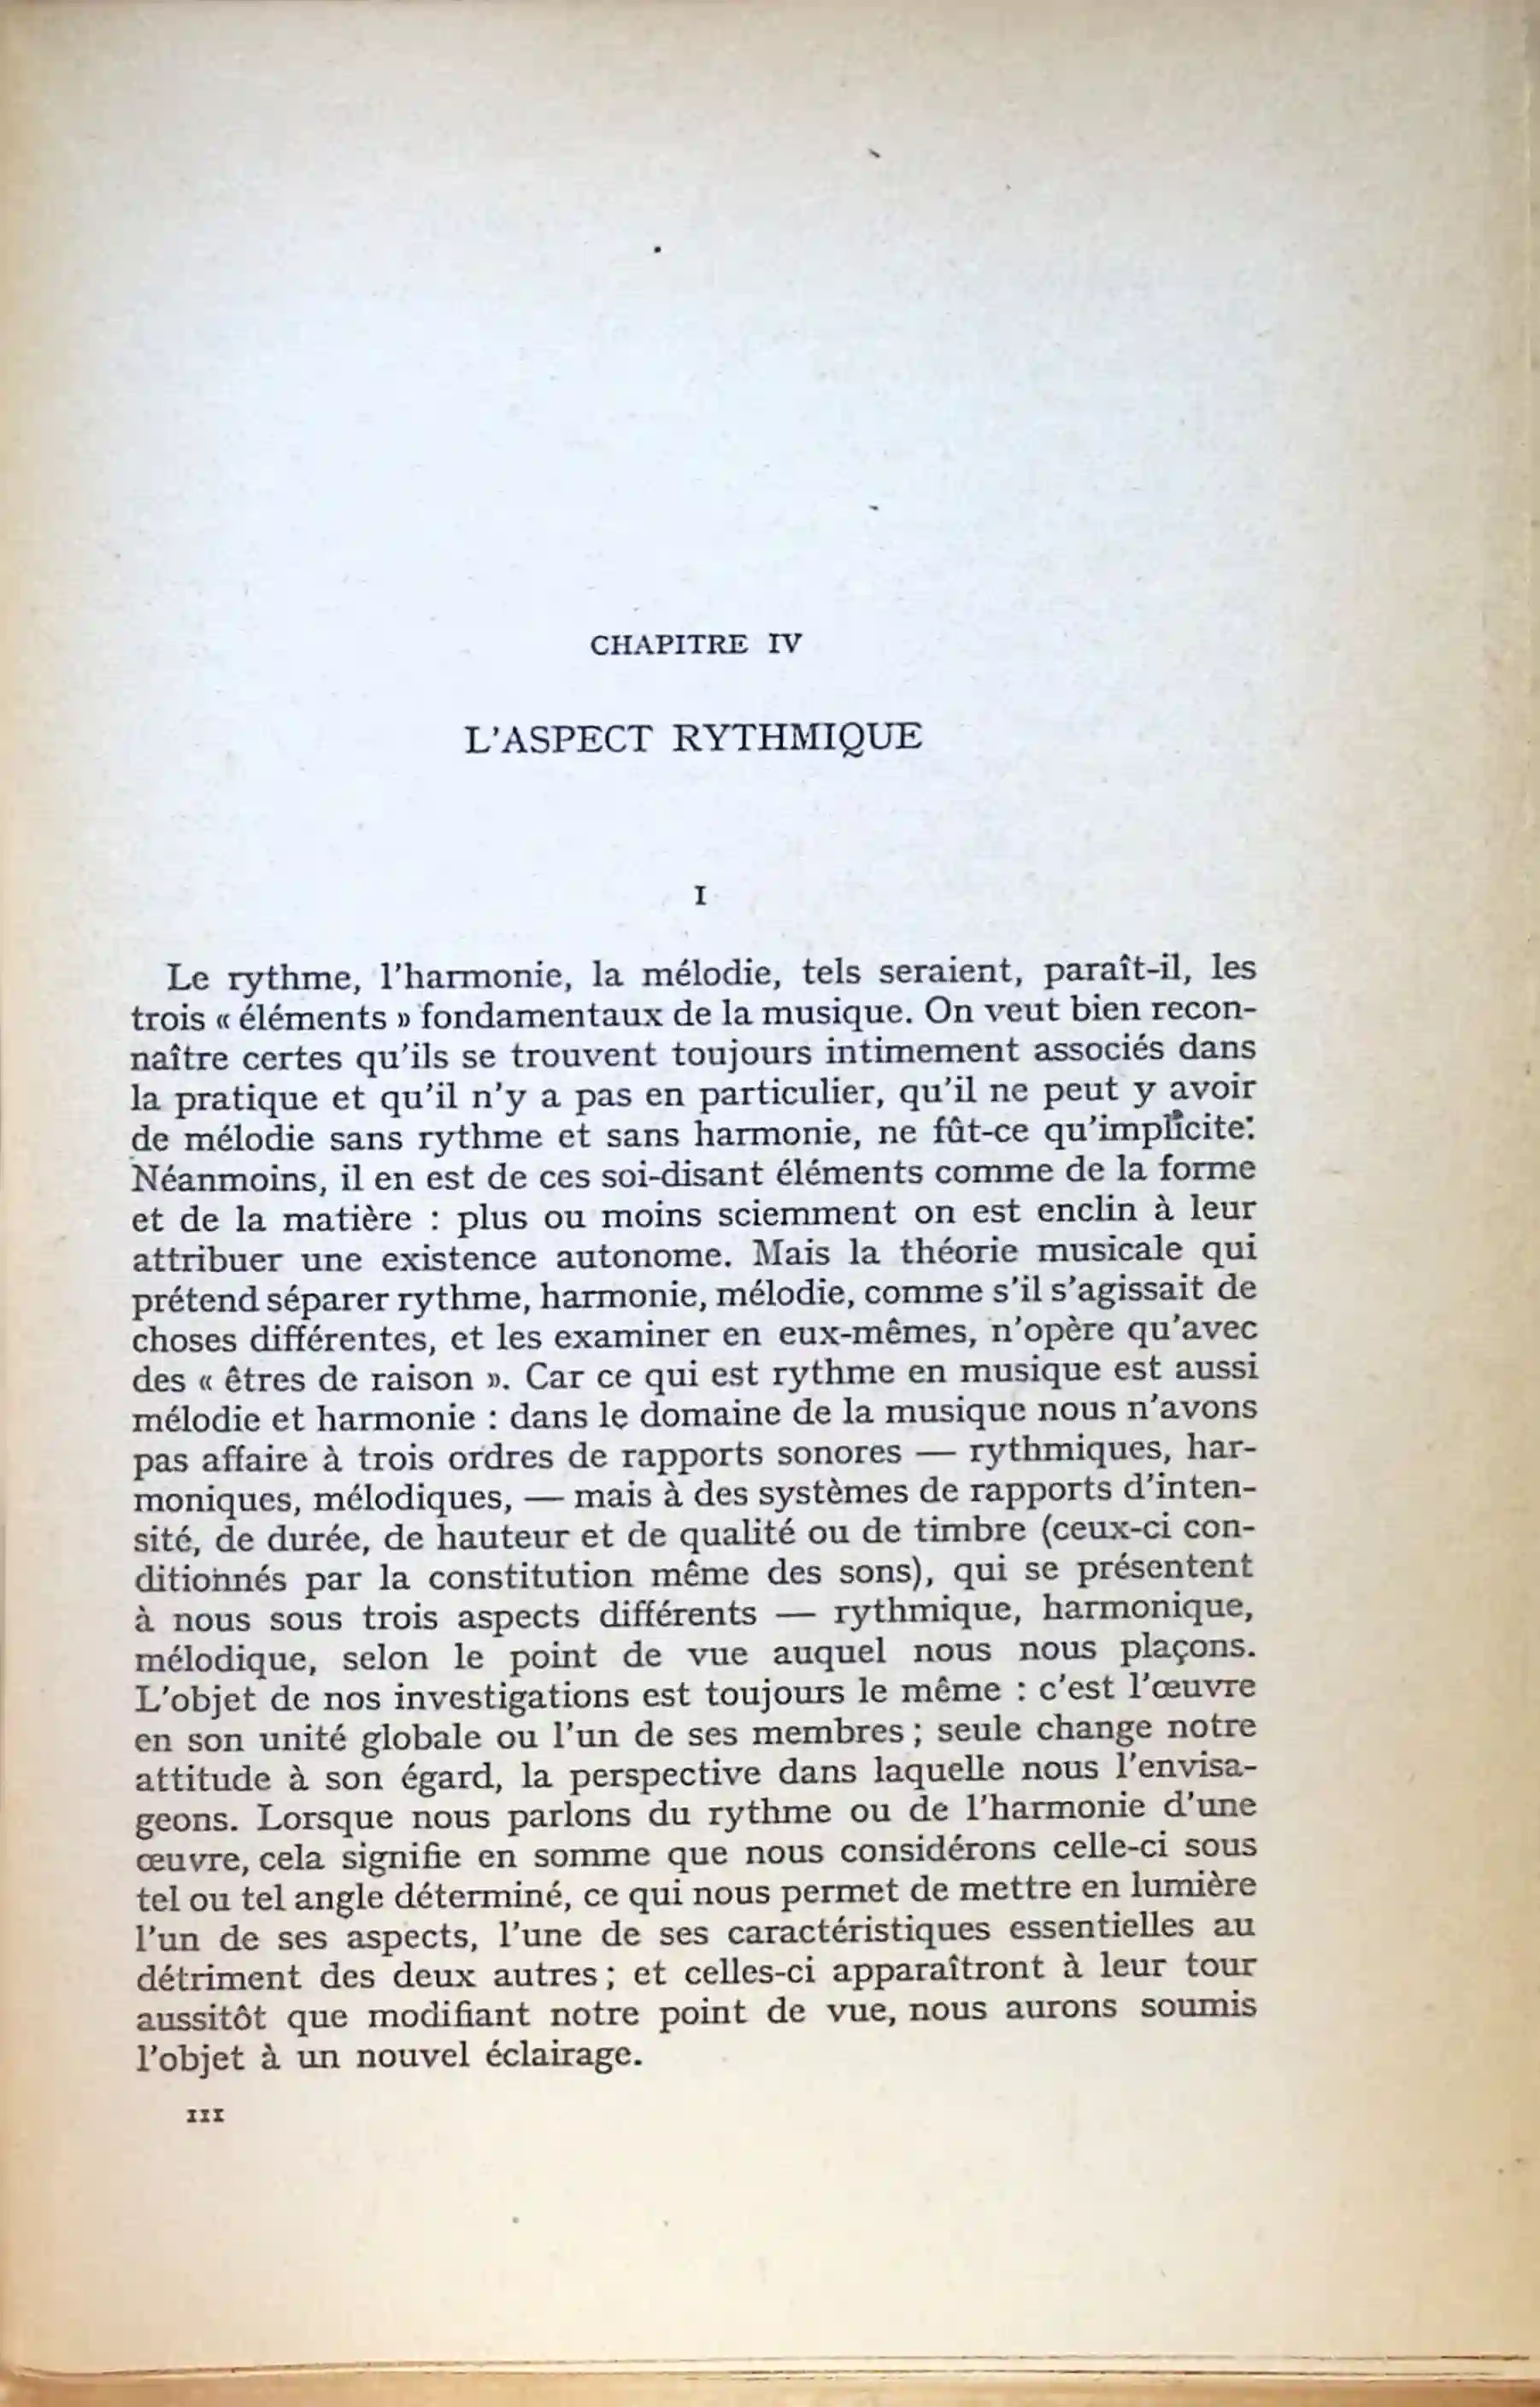 CHAPITRE IV
L'ASPECT RYTHMIQUE
I
Le rythme, l'harmonie, la mélodie, tels seraient, paraît-il, les
trois « éléments » fondamentaux de la musique. On veut bien recon-
naître certes qu'ils se trouvent toujours intimement associés dans
la pratique et qu'il n'y a pas en particulier, qu'il ne peut y avoir
de mélodie sans rythme et sans harmonie, ne fût-ce qu'implicite.
Néanmoins, il en est de ces soi-disant éléments comme de la forme
et de la matière : plus ou moins sciemment on est enclin à leur
attribuer une existence autonome. Mais la théorie musicale qui
prétend séparer rythme, harmonie, mélodie, comme s'il s'agissait de
choses différentes, et les examiner en eux-mêmes, n'opère qu'avec
des « êtres de raison ». Car ce qui est rythme en musique est aussi
mélodie et harmonie : dans le domaine de la musique nous n'avons
pas affaire à trois ordres de rapports sonores — rythmiques, har-
moniques, mélodiques, — mais à des systèmes de rapports d'inten-
sité, de durée, de hauteur et de qualité ou de timbre (ceux-ci con-
ditionnés par la constitution même des sons), qui se présentent
à nous sous trois aspects différents — rythmique, harmonique,
mélodique, selon le point de vue auquel nous nous plaçons.
L'objet de nos investigations est toujours le même : c'est l'œuvre
en son unité globale ou l'un de ses membres ; seule change notre
attitude à son égard, la perspective dans laquelle nous l'envisa-
geons. Lorsque nous parlons du rythme ou de l'harmonie d'une
œuvre, cela signifie en somme que nous considérons celle-ci sous
tel ou tel angle déterminé, ce qui nous permet de mettre en lumière
l'un de ses aspects, l'une de ses caractéristiques essentielles au
détriment des deux autres ; et celles-ci apparaîtront à leur tour
aussitôt que modifiant notre point de vue, nous aurons soumis
l'objet à un nouvel éclairage.
III